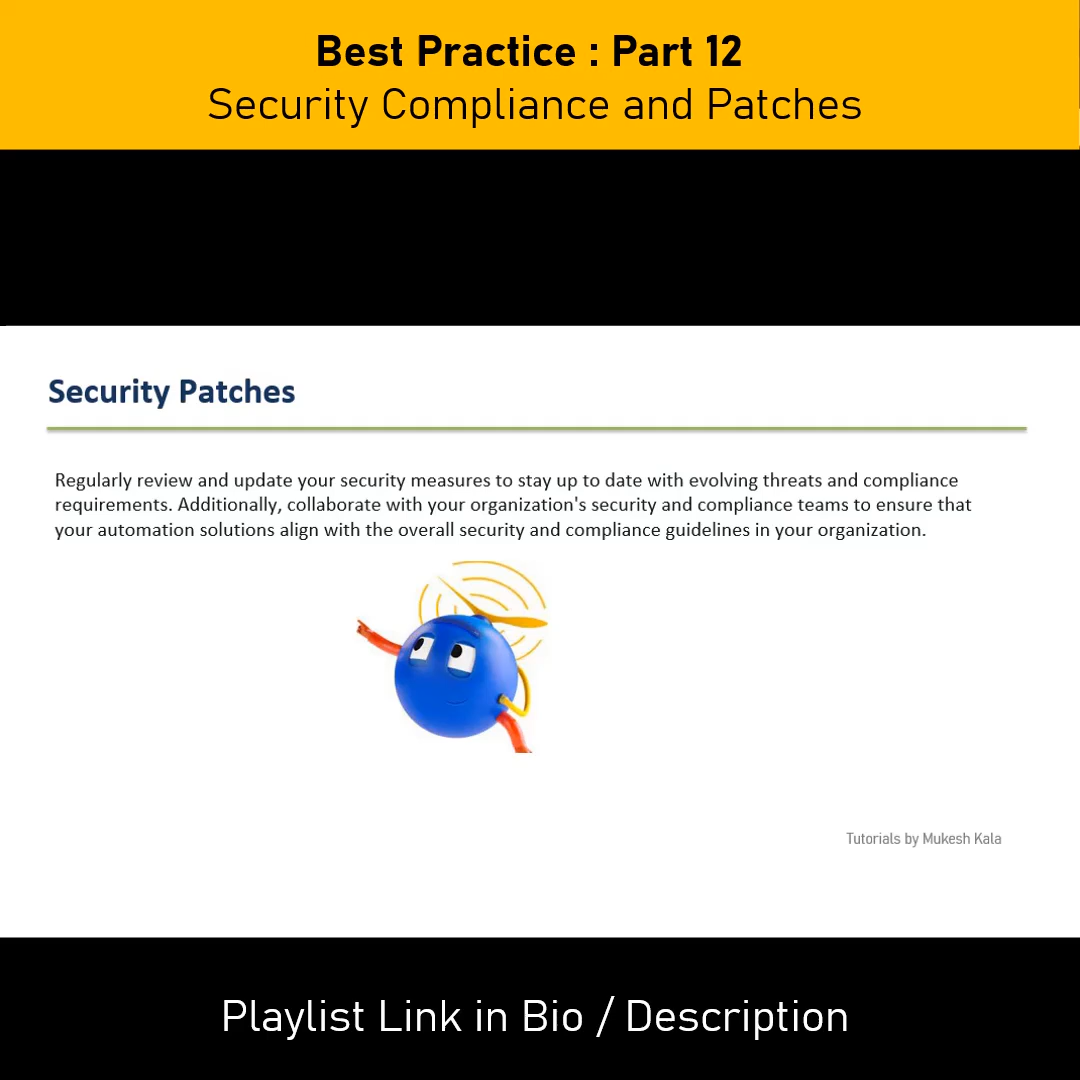 Best Practice : Part 12
Security Compliance and Patches
Security Patches
Regularly review and update your security measures to stay up to date with evolving threats and compliance
requirements. Additionally, collaborate with your organization's security and compliance teams to ensure that
your automation solutions align with the overall security and compliance guidelines in your organization.
Tutorials by Mukesh Kala
Playlist Link in Bio / Description